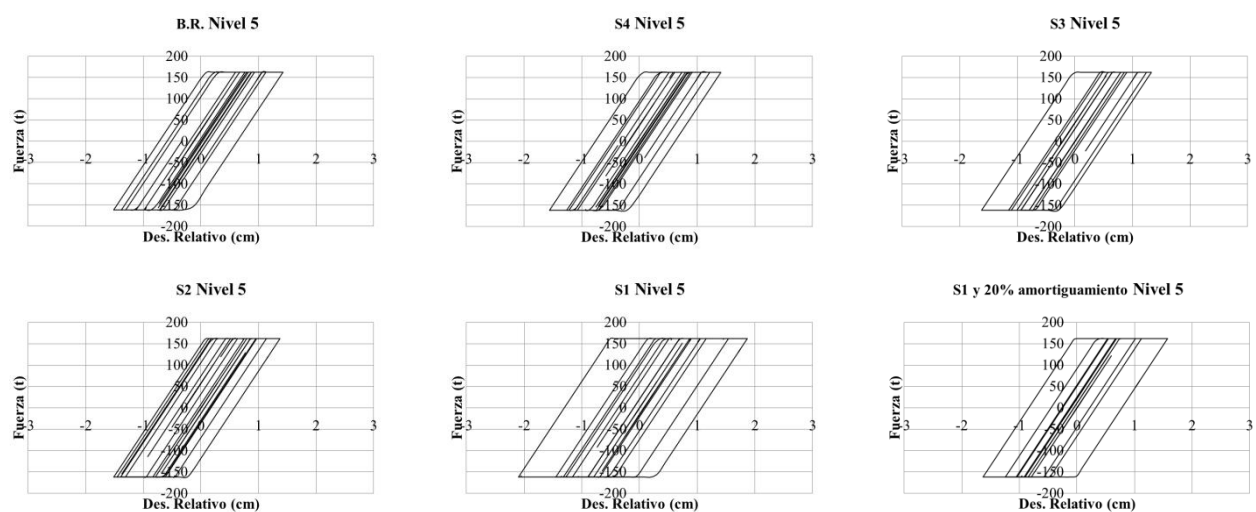 B.R. Nivel 5
200
150
100
50
0
-50
-100
-150
-200
-3 -2 -1 0 1 2 3
Fuerza (t)
Des. Relativo (cm)
S4 Nivel 5
200
150
100
50
0
-50
-100
-150
-200
-3 -2 -1 0 1 2 3
Fuerza (t)
Des. Relativo (cm)
S3 Nivel 5
200
150
100
50
0
-50
-100
-150
-200
-3 -2 -1 0 1 2 3
Fuerza (t)
Des. Relativo (cm)
S2 Nivel 5
200
150
100
50
0
-50
-100
-150
-200
-3 -2 -1 0 1 2 3
Fuerza (t)
Des. Relativo (cm)
S1 Nivel 5
200
150
100
50
0
-50
-100
-150
-200
-3 -2 -1 0 1 2 3
Fuerza (t)
Des. Relativo (cm)
S1 y 20% amortiguamiento Nivel 5
200
150
100
50
0
-50
-100
-150
-200
-3 -2 -1 0 1 2 3
Fuerza (t)
Des. Relativo (cm)